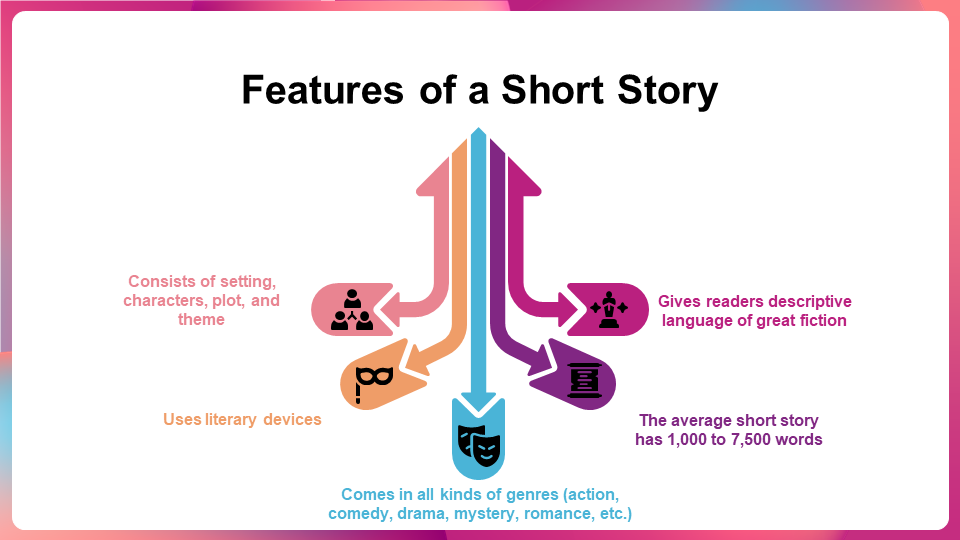 Features of a Short Story
Consists of setting,
characters, plot, and
theme
Gives readers descriptive
language of great fiction
Uses literary devices
The average short story
has 1,000 to 7,500 words
Comes in all kinds of genres (action,
comedy, drama, mystery, romance, etc.)